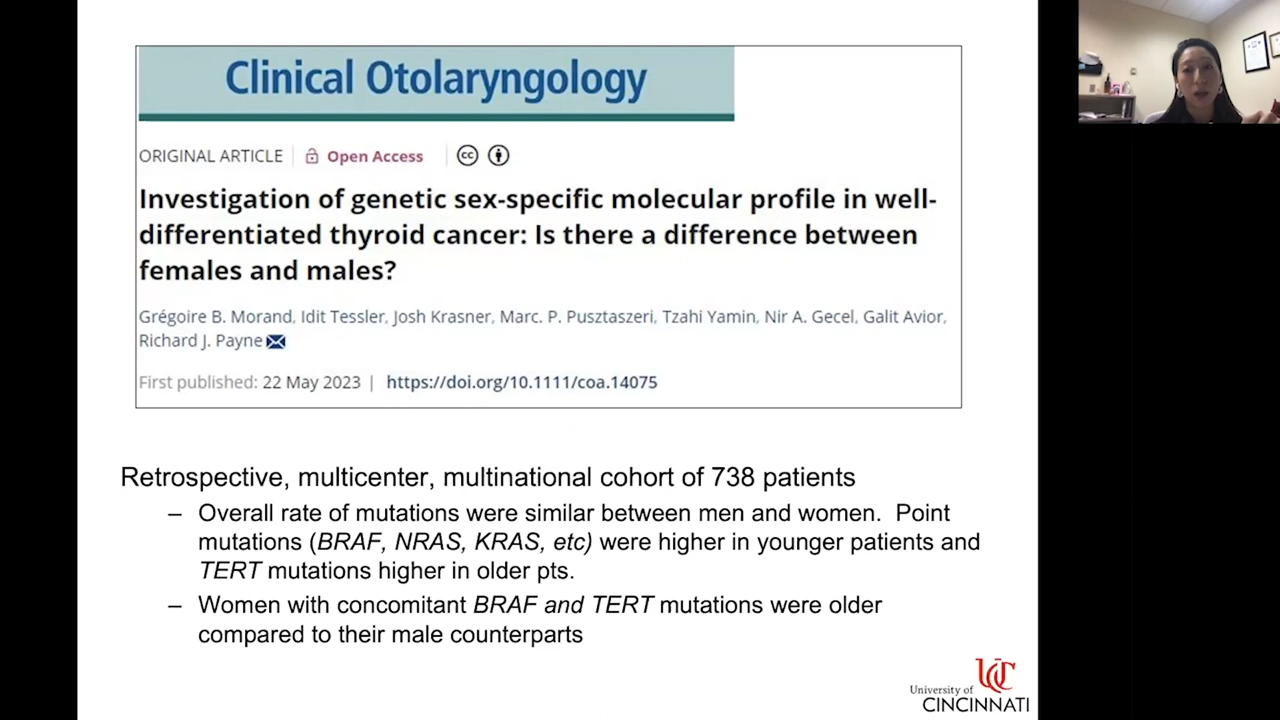 Clinical Otolaryngology
ORIGINAL ARTICLE Open Access
Investigation of genetic sex-specific molecular profile in well-
differentiated thyroid cancer: Is there a difference between
females and males?
Grégoire B. Morand, Idit Tessler, Josh Krasner, Marc. P. Pusztaszeri, Tzahi Yamin, Nir A. Gecel, Galit Avior,
Richard J. Payne
First published: 22 May 2023 | https://doi.org/10.1111/coa.14075
Retrospective, multicenter, multinational cohort of 738 patients
– Overall rate of mutations were similar between men and women. Point
mutations (BRAF, NRAS, KRAS, etc) were higher in younger patients and
TERT mutations higher in older pts.
– Women with concomitant BRAF and TERT mutations were older
compared to their male counterparts
University of
CINCINNATI